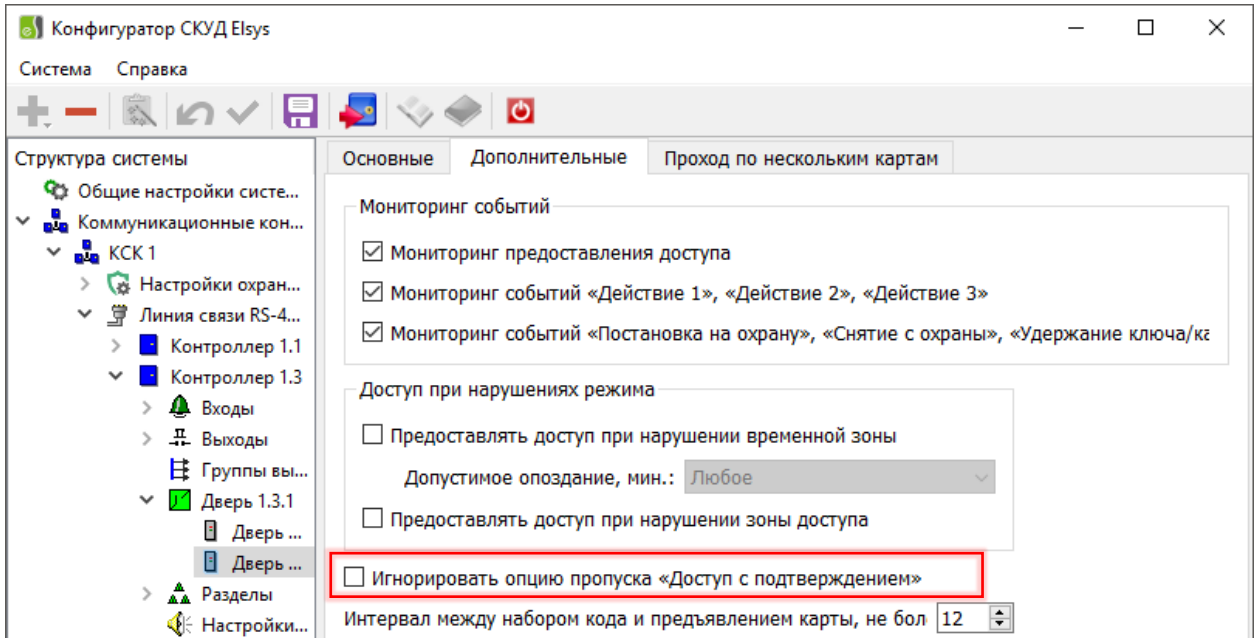 Конфигуратор СКУД Elsys
Система Справка
Структура системы
Общие настройки систе...
Коммуникационные кон...
КСК 1
Настройки охран...
Линия связи RS-4...
Контроллер 1.1
Контроллер 1.3
Входы
Выходы
Группы вы...
Дверь 1.3.1
Дверь ...
Дверь ...
Разделы
Настройки...
Основные Дополнительные Проход по нескольким картам
Мониторинг событий
Мониторинг предоставления доступа
Мониторинг событий «Действие 1», «Действие 2», «Действие 3»
Мониторинг событий «Постановка на охрану», «Снятие с охраны», «Удержание ключа/ка
Доступ при нарушениях режима
Предоставлять доступ при нарушении временной зоны
Допустимое опоздание, мин.: Любое
Предоставлять доступ при нарушении зоны доступа
Игнорировать опцию пропуска «Доступ с подтверждением»
Интервал между набором кода и предъявлением карты, не бол 12